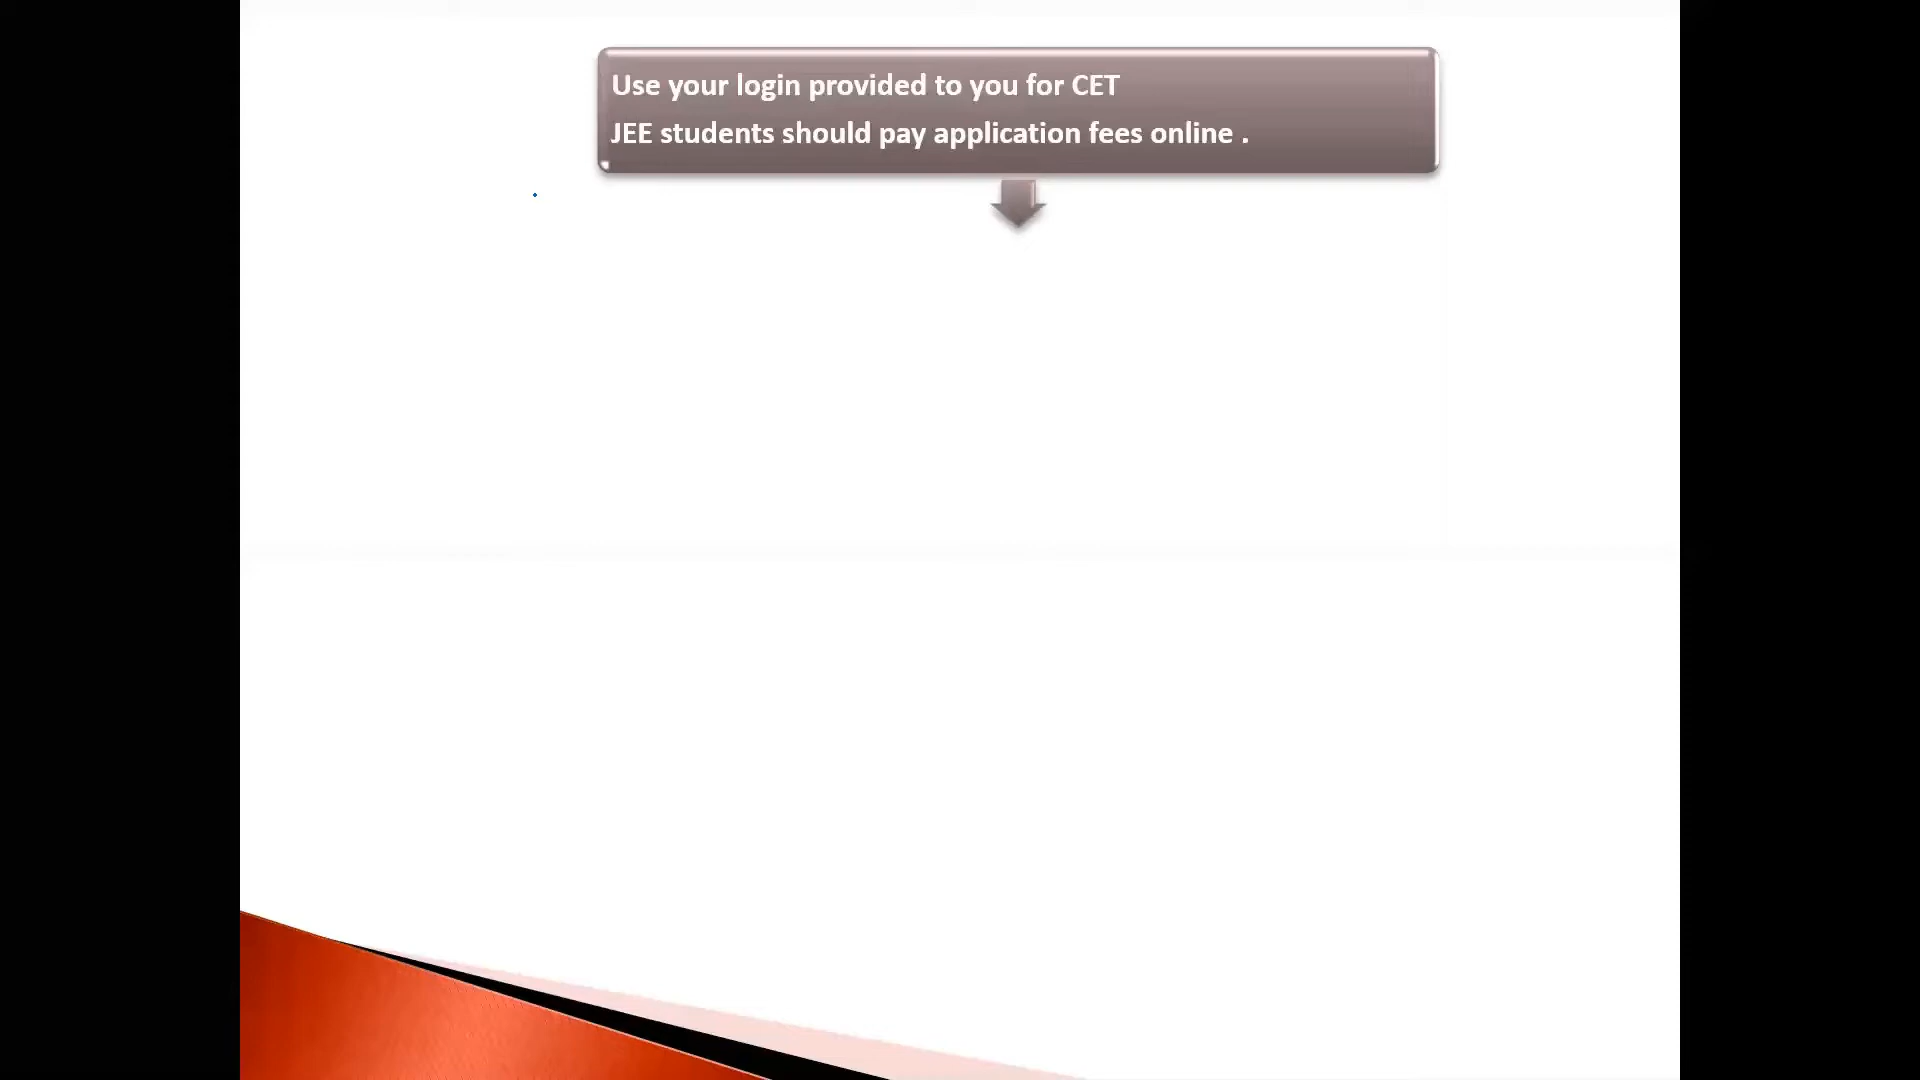 Use your login provided to you for CET
JEE students should pay application fees online .